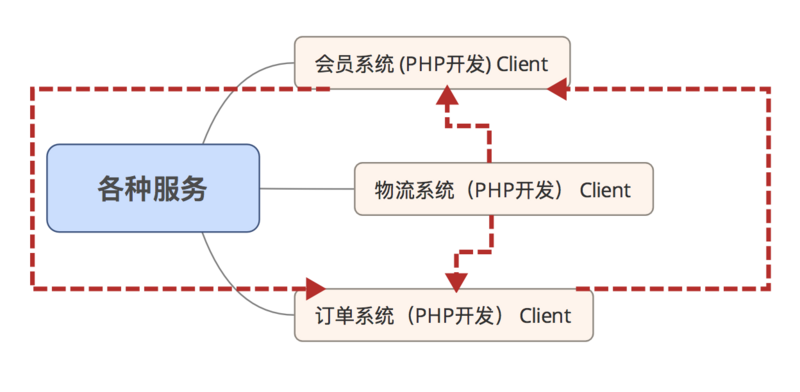 会员系统 (PHP开发) Client
各种服务
物流系统（PHP开发） Client
订单系统（PHP开发） Client